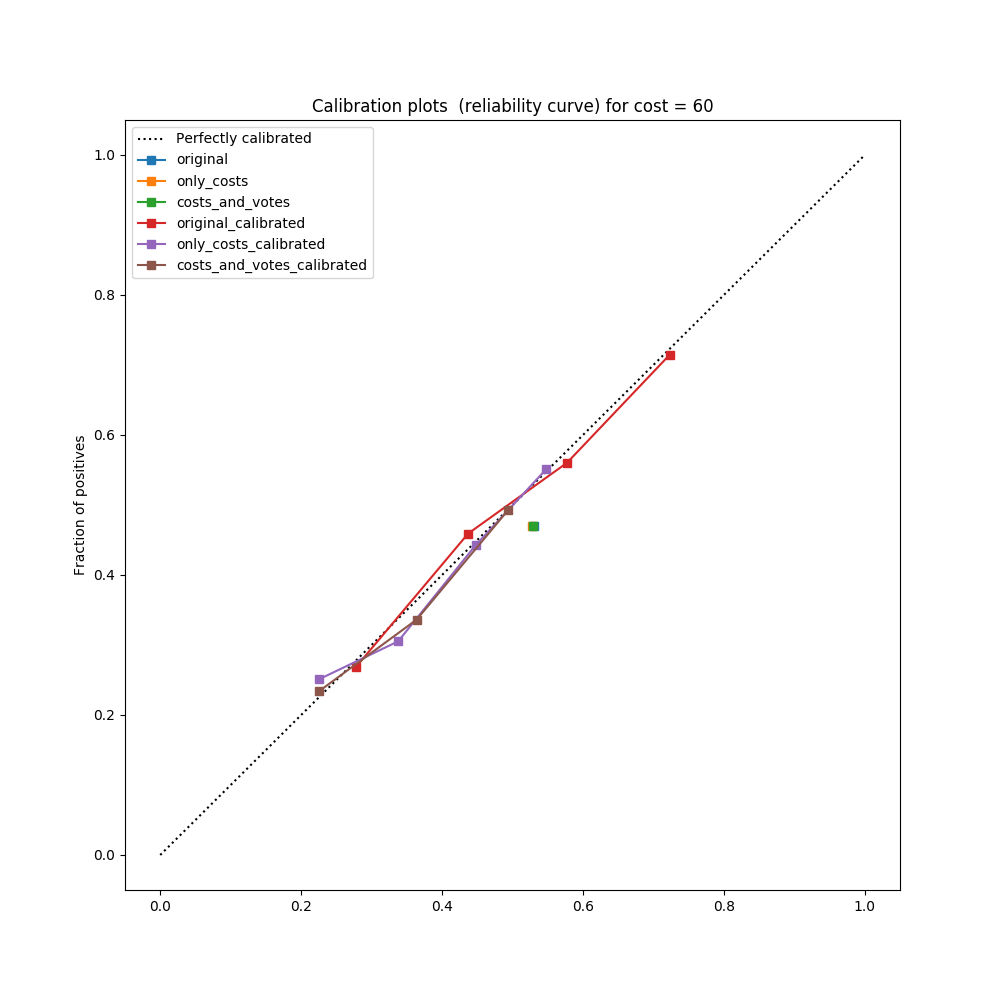 Calibration plots  (reliability curve) for cost = 60
Perfectly calibrated
original
only_costs
costs_and_votes
original_calibrated
only_costs_calibrated
costs_and_votes_calibrated
Fraction of positives
1.0
0.8
0.6
0.4
0.2
0.0
0.0 0.2 0.4 0.6 0.8 1.0